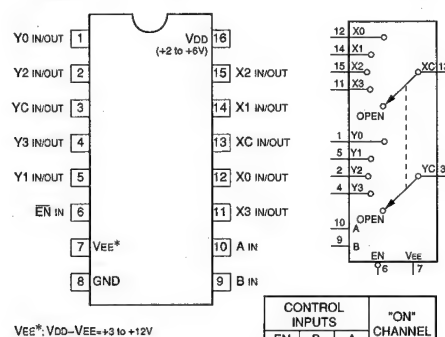 Y0 IN/OUT 1
Y2 IN/OUT 2
YC IN/OUT 3
Y3 IN/OUT 4
Y1 IN/OUT 5
EN IN 6
7 VEE*
8 GND
VDD 16
(+2 to +6V)
15 X2 IN/OUT
14 X1 IN/OUT
13 XC IN/OUT
12 X0 IN/OUT
11 X3 IN/OUT
10 A IN
9 B IN
12 X0
14 X1
15 X2
11 X3
XC 13
OPEN
1 Y0
5 Y1
2 Y2
4 Y3
YC 3
OPEN
10 A
9 B
EN VEE
6 7
VEE*: VDD–VEE=+3 to +12V
CONTROL
INPUTS
"ON"
CHANNEL
EN B A